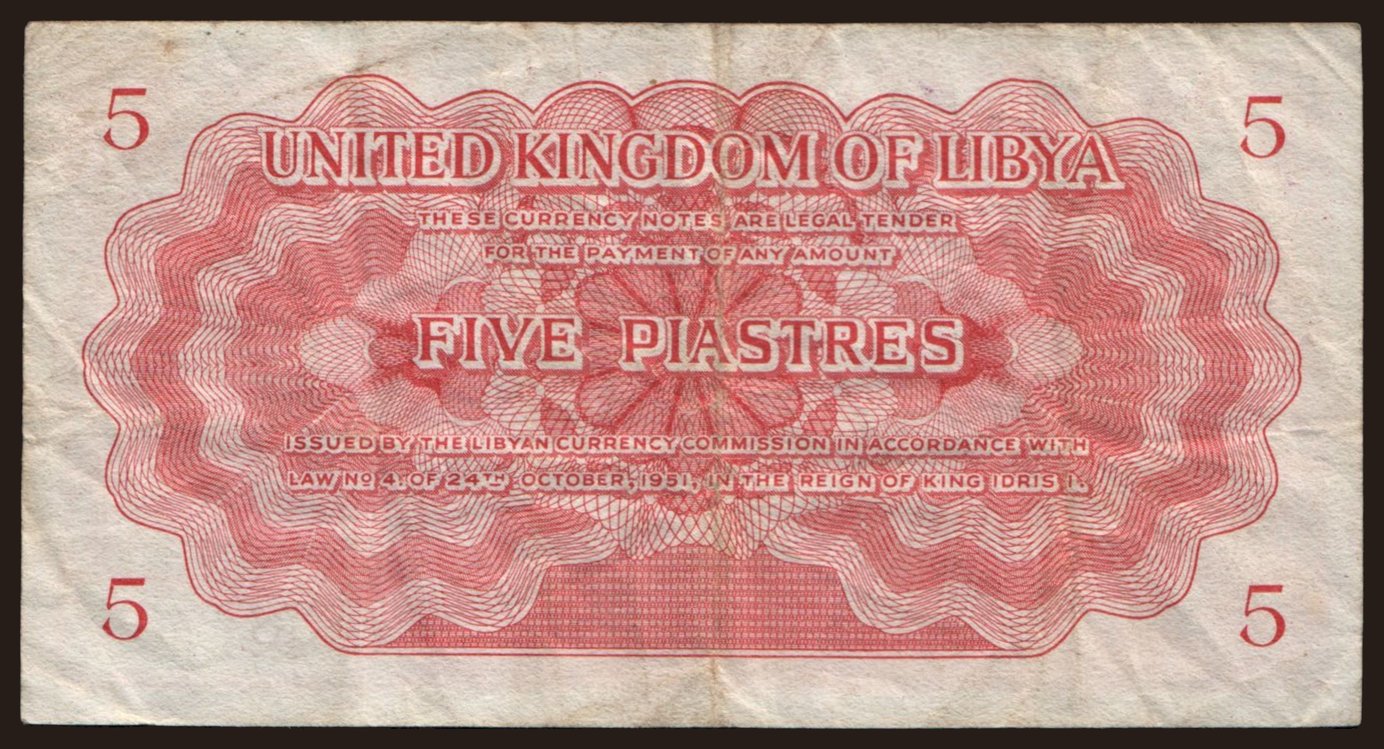 5 5
UNITED KINGDOM OF LIBYA
THESE CURRENCY NOTES ARE LEGAL TENDER
FOR THE PAYMENT OF ANY AMOUNT
FIVE PIASTRES
ISSUED BY THE LIBYAN CURRENCY COMMISSION IN ACCORDANCE WITH
LAW Nº 4. OF 24TH OCTOBER, 1951, IN THE REIGN OF KING IDRIS I.
5 5